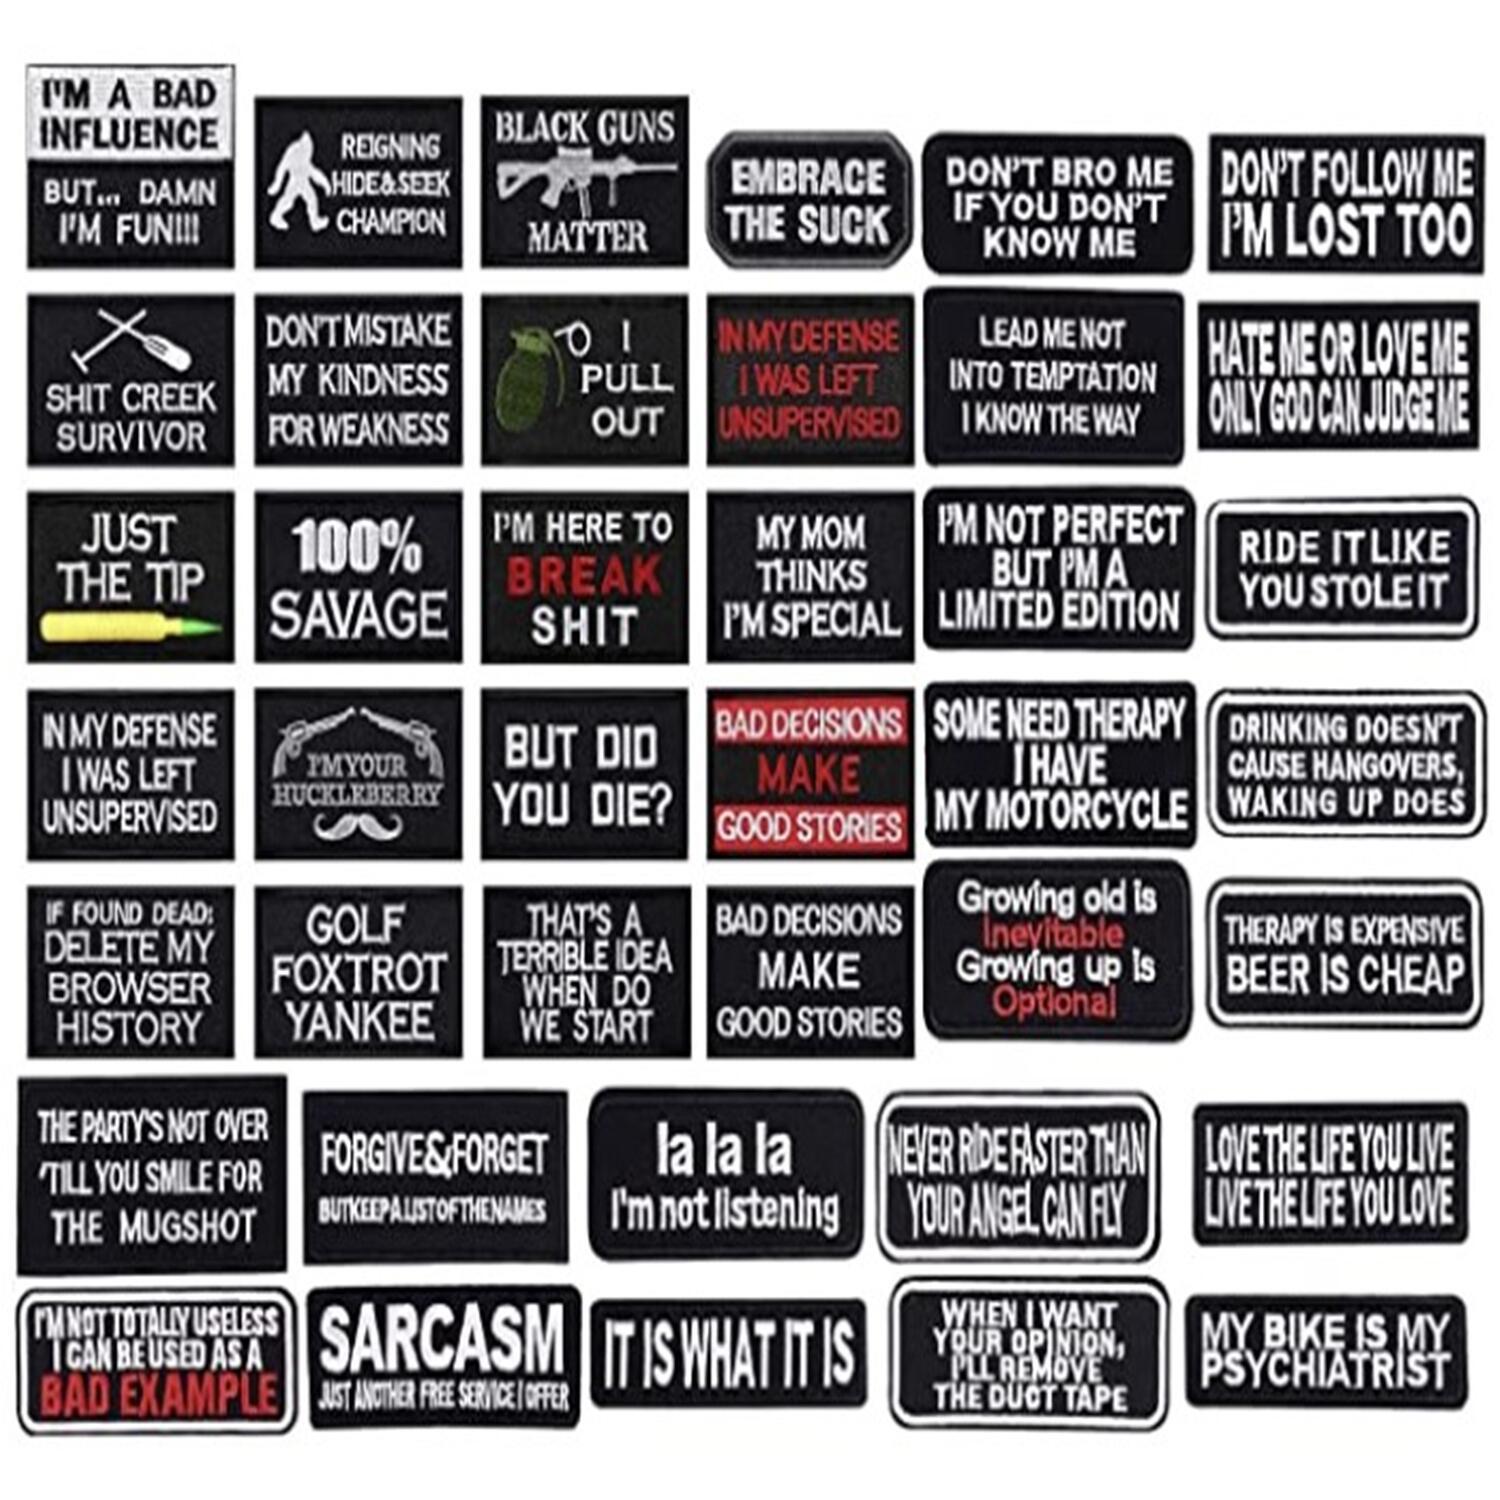 I'M A BAD
INFLUENCE
BUT... DAMN
I'M FUN!!!
REIGNING
HIDE&SEEK
CHAMPION
BLACK GUNS
MATTER
EMBRACE
THE SUCK
DON'T BRO ME
IF YOU DON'T
KNOW ME
DON'T FOLLOW ME
I'M LOST TOO
SHIT CREEK
SURVIVOR
DON'T MISTAKE
MY KINDNESS
FOR WEAKNESS
I
PULL
OUT
IN MY DEFENSE
I WAS LEFT
UNSUPERVISED
LEAD ME NOT
INTO TEMPTATION
I KNOW THE WAY
HATE ME OR LOVE ME
ONLY GOD CAN JUDGE ME
JUST
THE TIP
100%
SAVAGE
I'M HERE TO
BREAK
SHIT
MY MOM
THINKS
I'M SPECIAL
I'M NOT PERFECT
BUT I'M A
LIMITED EDITION
RIDE IT LIKE
YOU STOLE IT
IN MY DEFENSE
I WAS LEFT
UNSUPERVISED
I'M YOUR
HUCKLEBERRY
BUT DID
YOU DIE?
BAD DECISIONS
MAKE
GOOD STORIES
SOME NEED THERAPY
I HAVE
MY MOTORCYCLE
DRINKING DOESN'T
CAUSE HANGOVERS,
WAKING UP DOES
IF FOUND DEAD:
DELETE MY
BROWSER
HISTORY
GOLF
FOXTROT
YANKEE
THAT'S A
TERRIBLE IDEA
WHEN DO
WE START
BAD DECISIONS
MAKE
GOOD STORIES
Growing old is
Inevitable
Growing up is
Optional
THERAPY IS EXPENSIVE
BEER IS CHEAP
THE PARTY'S NOT OVER
'TILL YOU SMILE FOR
THE MUGSHOT
FORGIVE&FORGET
BUT KEEP A LIST OF THE NAMES
la la la
I'm not listening
NEVER RIDE FASTER THAN
YOUR ANGEL CAN FLY
LOVE THE LIFE YOU LIVE
LIVE THE LIFE YOU LOVE
I'M NOT TOTALLY USELESS
I CAN BE USED AS A
BAD EXAMPLE
SARCASM
JUST ANOTHER FREE SERVICE I OFFER
IT IS WHAT IT IS
WHEN I WANT
YOUR OPINION,
I'LL REMOVE
THE DUCT TAPE
MY BIKE IS MY
PSYCHIATRIST